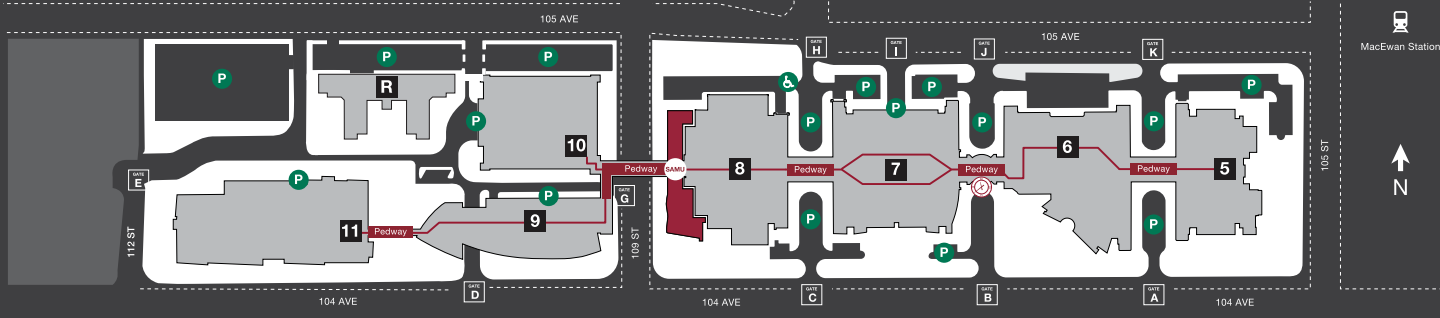 105 AVE
105 AVE
MacEwan Station
GATE
H
GATE
I
GATE
J
GATE
K
P
P
P
P
R
P
P
P
P
P
P
P
P
P
10
8
7
6
5
Pedway
SAMU
Pedway
Pedway
Pedway
GATE
E
P
P
GATE
G
N
105 ST
11
Pedway
9
P
P
112 ST
109 ST
P
GATE
D
GATE
C
GATE
B
GATE
A
104 AVE
104 AVE
104 AVE